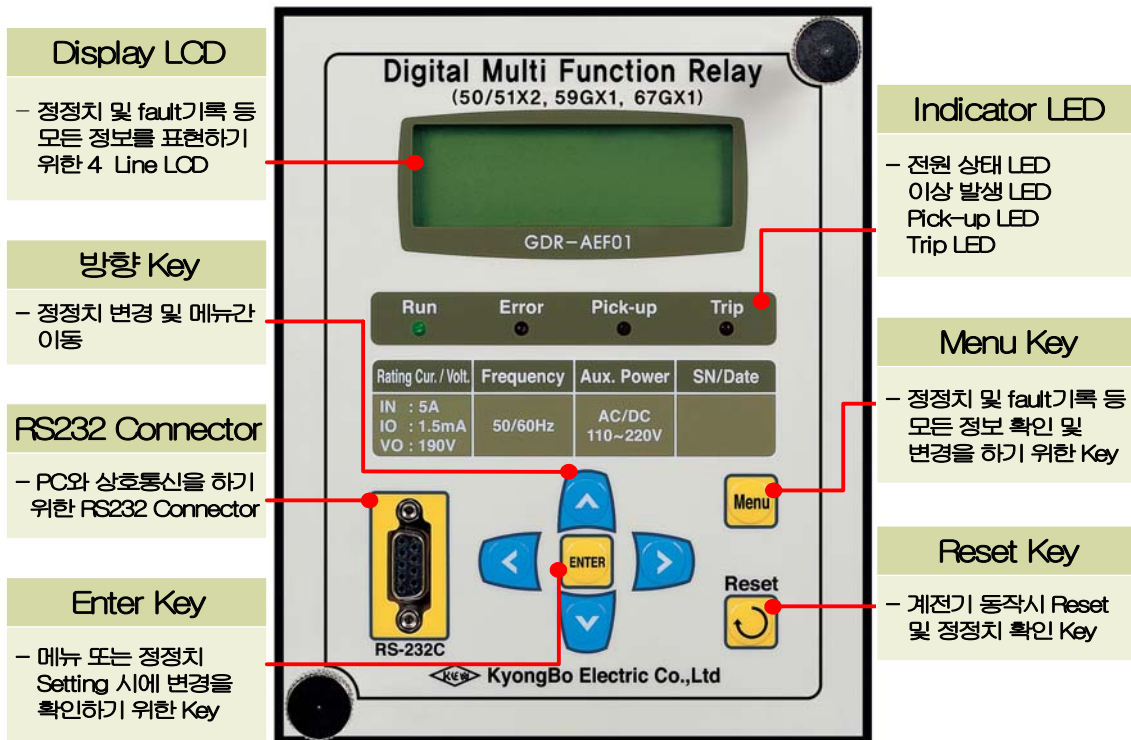 Display LCD
- 정정치 및 fault기록 등
모든 정보를 표현하기
위한 4 Line LCD
방향 Key
- 정정치 변경 및 메뉴간
이동
RS232 Connector
- PC와 상호통신을 하기
위한 RS232 Connector
Enter Key
- 메뉴 또는 정정치
Setting 시에 변경을
확인하기 위한 Key
Digital Multi Function Relay
(50/51X2, 59GX1, 67GX1)
GDR-AEF01
Run Error Pick-up Trip
Rating Cur. / Volt. Frequency Aux. Power SN/Date
IN : 5A
IO : 1.5mA
VO : 190V
50/60Hz
AC/DC
110~220V
Menu
ENTER
Reset
RS-232C
KEW KyongBo Electric Co.,Ltd
Indicator LED
- 전원 상태 LED
이상 발생 LED
Pick-up LED
Trip LED
Menu Key
- 정정치 및 fault기록 등
모든 정보 확인 및
변경을 하기 위한 Key
Reset Key
- 계전기 동작시 Reset
및 정정치 확인 Key